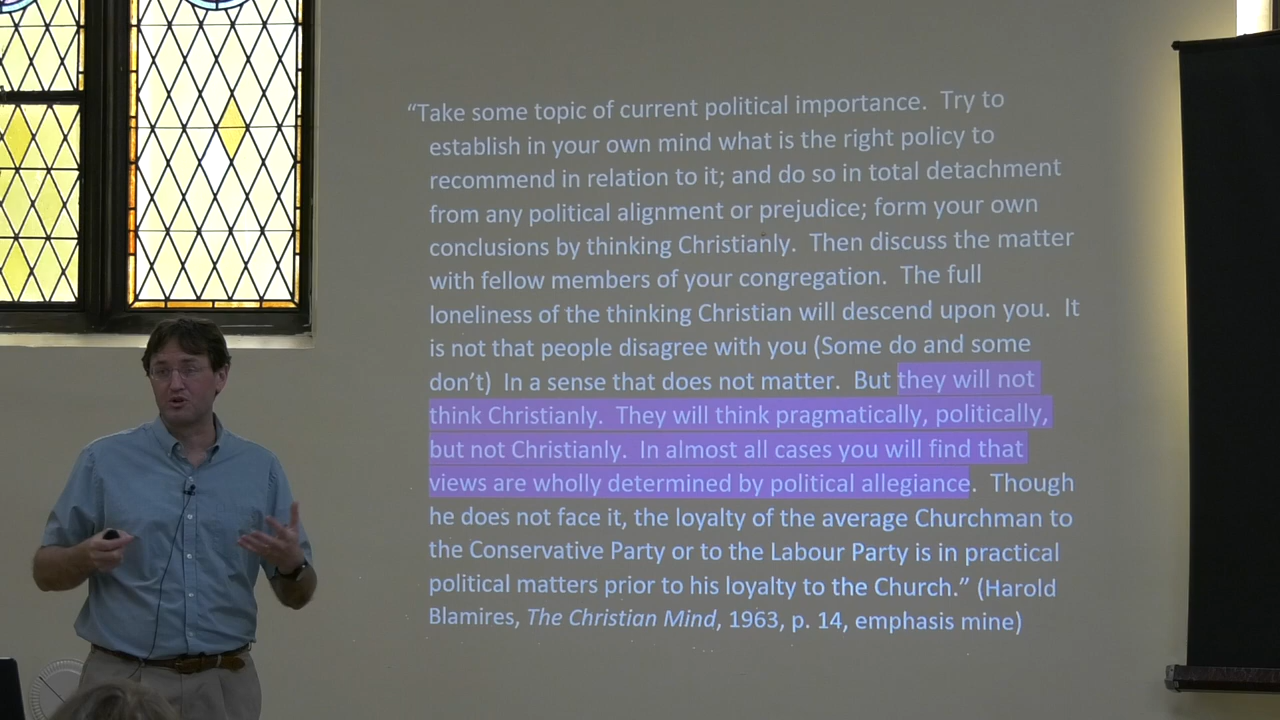 “Take some topic of current political importance.  Try to
establish in your own mind what is the right policy to
recommend in relation to it; and do so in total detachment
from any political alignment or prejudice; form your own
conclusions by thinking Christianly.  Then discuss the matter
with fellow members of your congregation.  The full
loneliness of the thinking Christian will descend upon you.  It
is not that people disagree with you (Some do and some
don’t)  In a sense that does not matter.  But they will not
think Christianly.  They will think pragmatically, politically,
but not Christianly.  In almost all cases you will find that
views are wholly determined by political allegiance.  Though
he does not face it, the loyalty of the average Churchman to
the Conservative Party or to the Labour Party is in practical
political matters prior to his loyalty to the Church.” (Harold
Blamires, The Christian Mind, 1963, p. 14, emphasis mine)